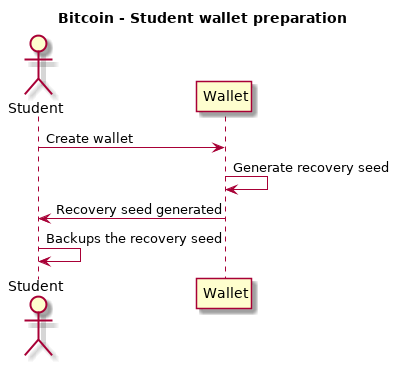 Bitcoin - Student wallet preparation
Student
Wallet
Create wallet
Generate recovery seed
Recovery seed generated
Backups the recovery seed
Student
Wallet